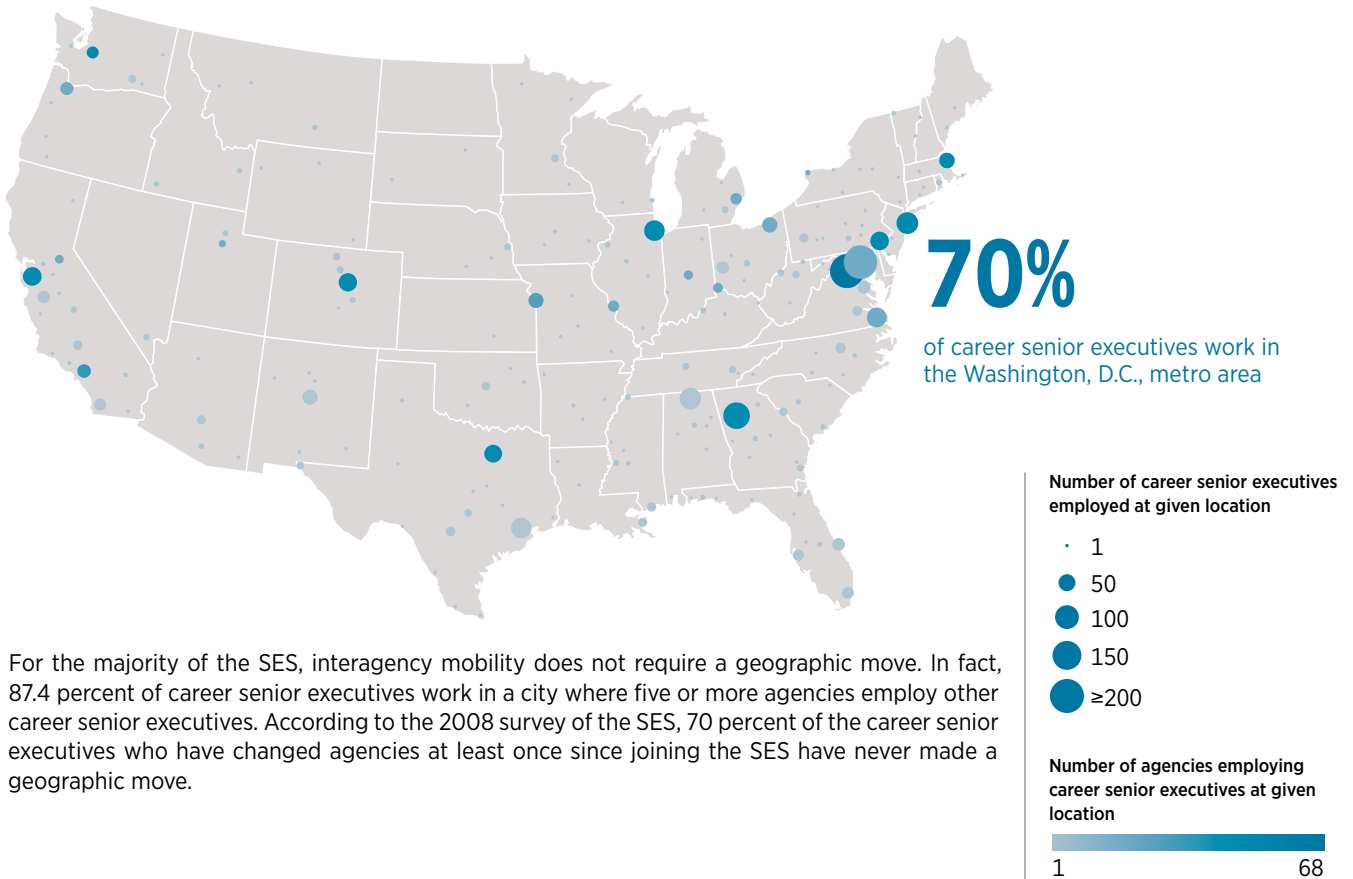 70%
of career senior executives work in
the Washington, D.C., metro area
Number of career senior executives
employed at given location
1
50
100
150
≥200
Number of agencies employing
career senior executives at given
location
1 68
For the majority of the SES, interagency mobility does not require a geographic move. In fact,
87.4 percent of career senior executives work in a city where five or more agencies employ other
career senior executives. According to the 2008 survey of the SES, 70 percent of the career senior
executives who have changed agencies at least once since joining the SES have never made a
geographic move.